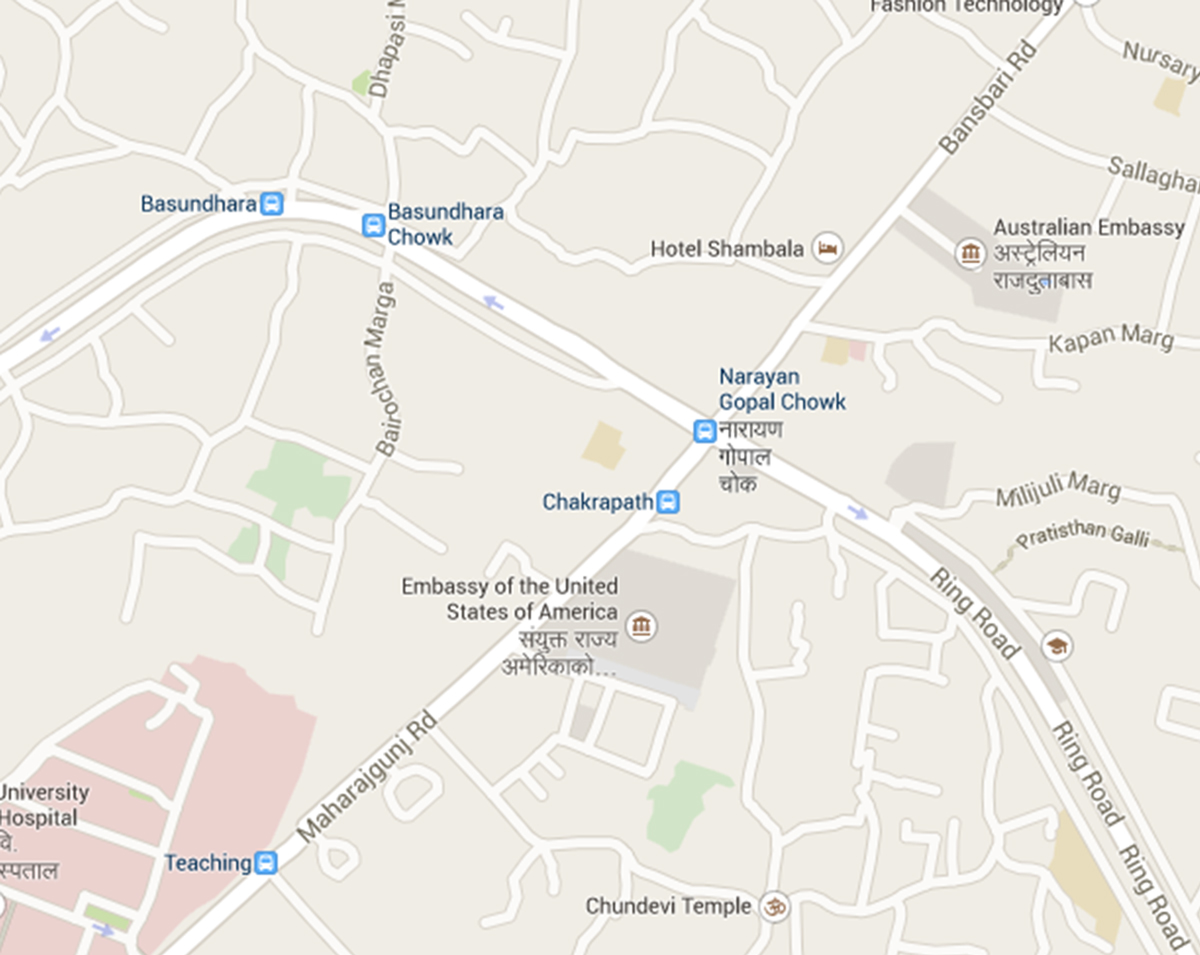 Fashion Technology
Dhapasi
Nursary
Bansbari Rd
Sallaghari
Basundhara
Basundhara
Chowk
Hotel Shambala
Australian Embassy
अस्ट्रेलियन
राजदुताबास
Bairochan Marga
Kapan Marg
Narayan
Gopal Chowk
नारायण
गोपाल
चोक
Chakrapath
Milijuli Marg
Pratisthan Galli
Embassy of the United
States of America
संयुक्त राज्य
अमेरिकाको...
Ring Road
Maharajgunj Rd
Ring Road
University
Hospital
वि.
स्पताल
Teaching
Ring Road
Chundevi Temple